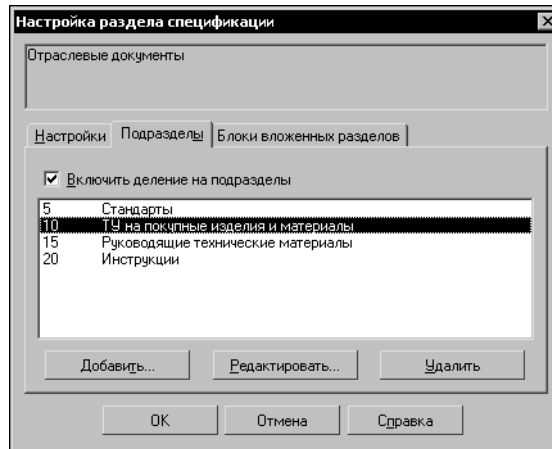 Настройка раздела спецификации
Отраслевые документы
Настройки Подразделы Блоки вложенных разделов
Включить деление на подразделы
5 Стандарты
10 ТУ на покупные изделия и материалы
15 Руководящие технические материалы
20 Инструкции
Добавить... Редактировать... Удалить
OK Отмена Справка